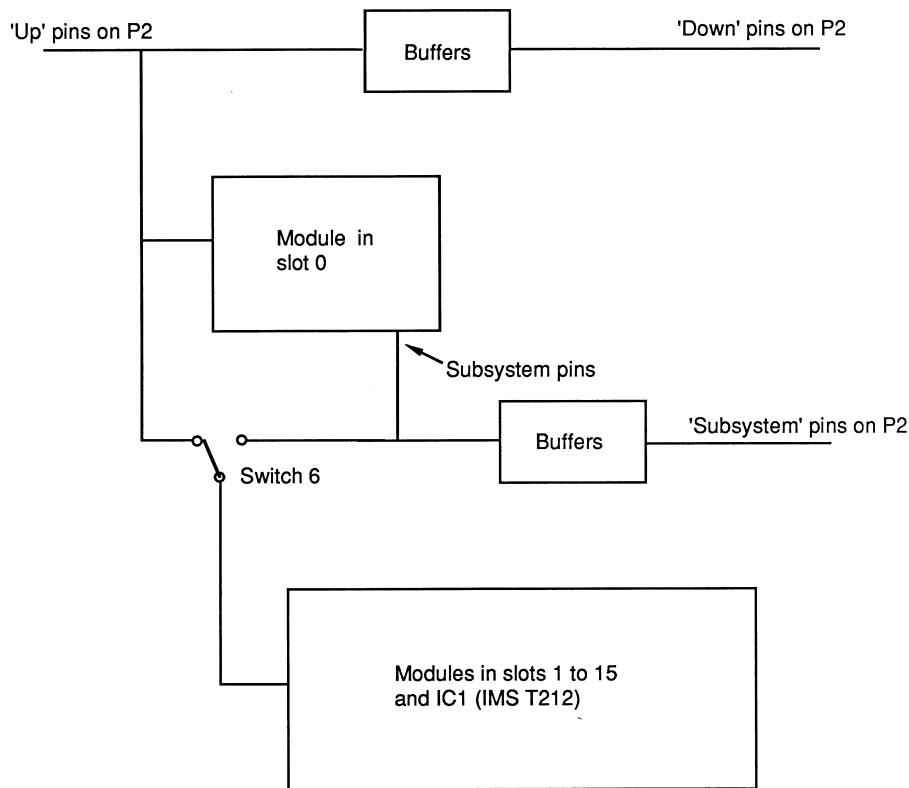 'Up' pins on P2
Buffers
'Down' pins on P2
Module in
slot 0
Subsystem pins
Buffers
'Subsystem' pins on P2
Switch 6
Modules in slots 1 to 15
and IC1 (IMS T212)